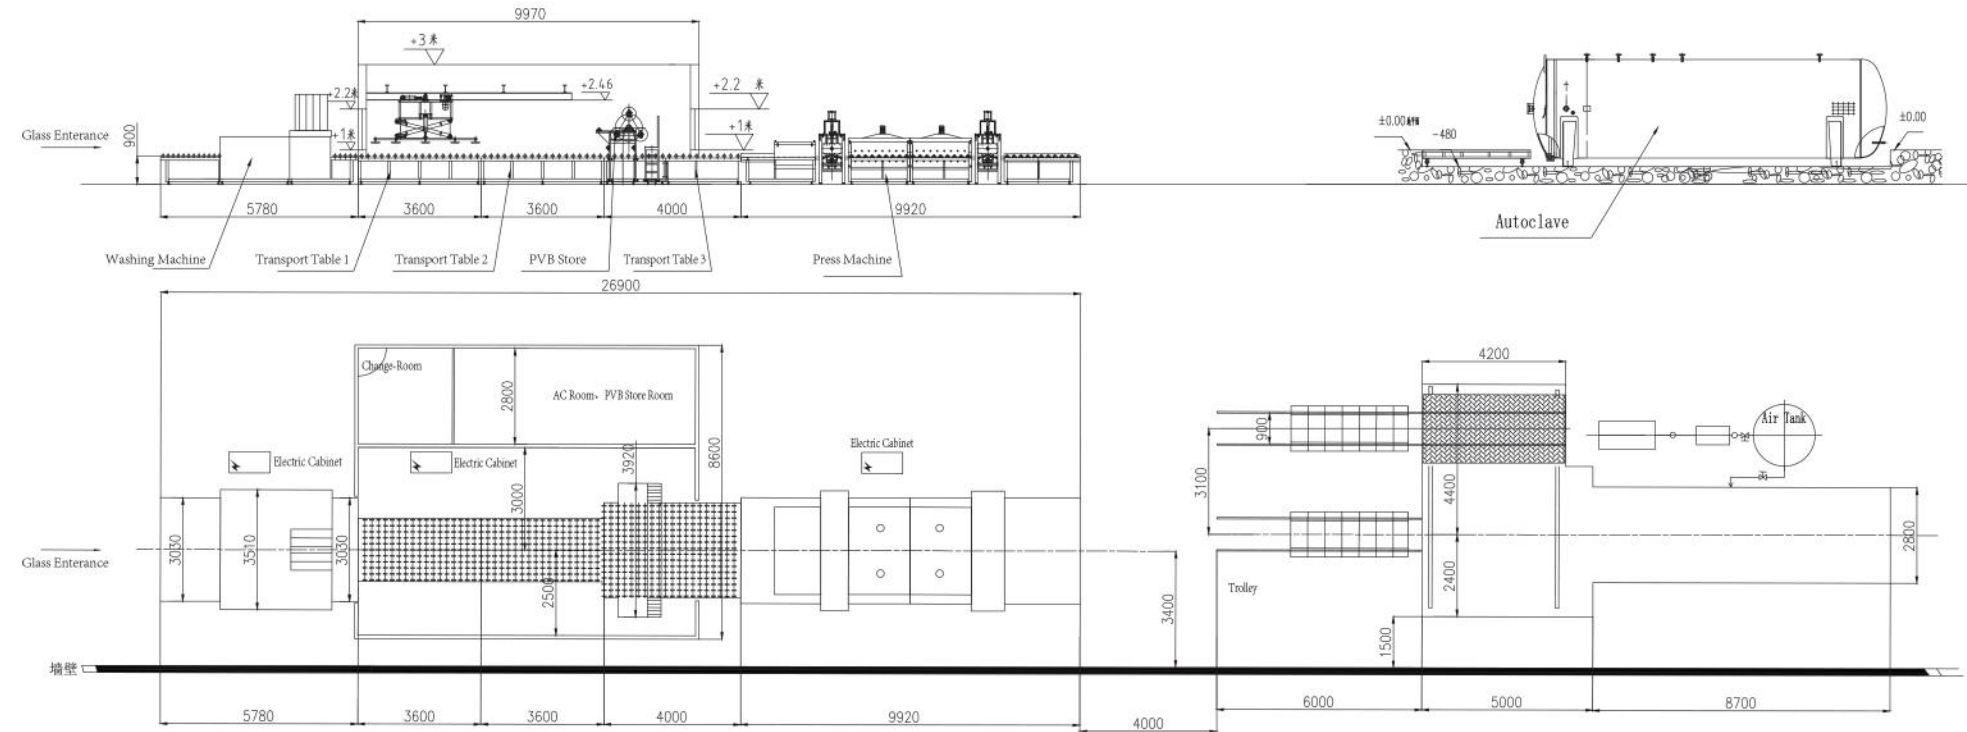 9970
+3米
+2.2米
+2.46
+2.2 米
+1米
+1米
Glass Enterance
900
5780
3600
3600
4000
9920
Washing Machine
Transport Table 1
Transport Table 2
PVB Store
Transport Table 3
Press Machine
±0.00
-480
±0.00
Autoclave
26900
Change-Room
2800
AC Room、PVB Store Room
8600
Electric Cabinet
Electric Cabinet
3920
Electric Cabinet
3000
3030
3510
3030
2500
Glass Enterance
3400
4200
900
Air Tank
3100
4400
2800
2400
Trolley
1500
墙壁
5780
3600
3600
4000
9920
4000
6000
5000
8700